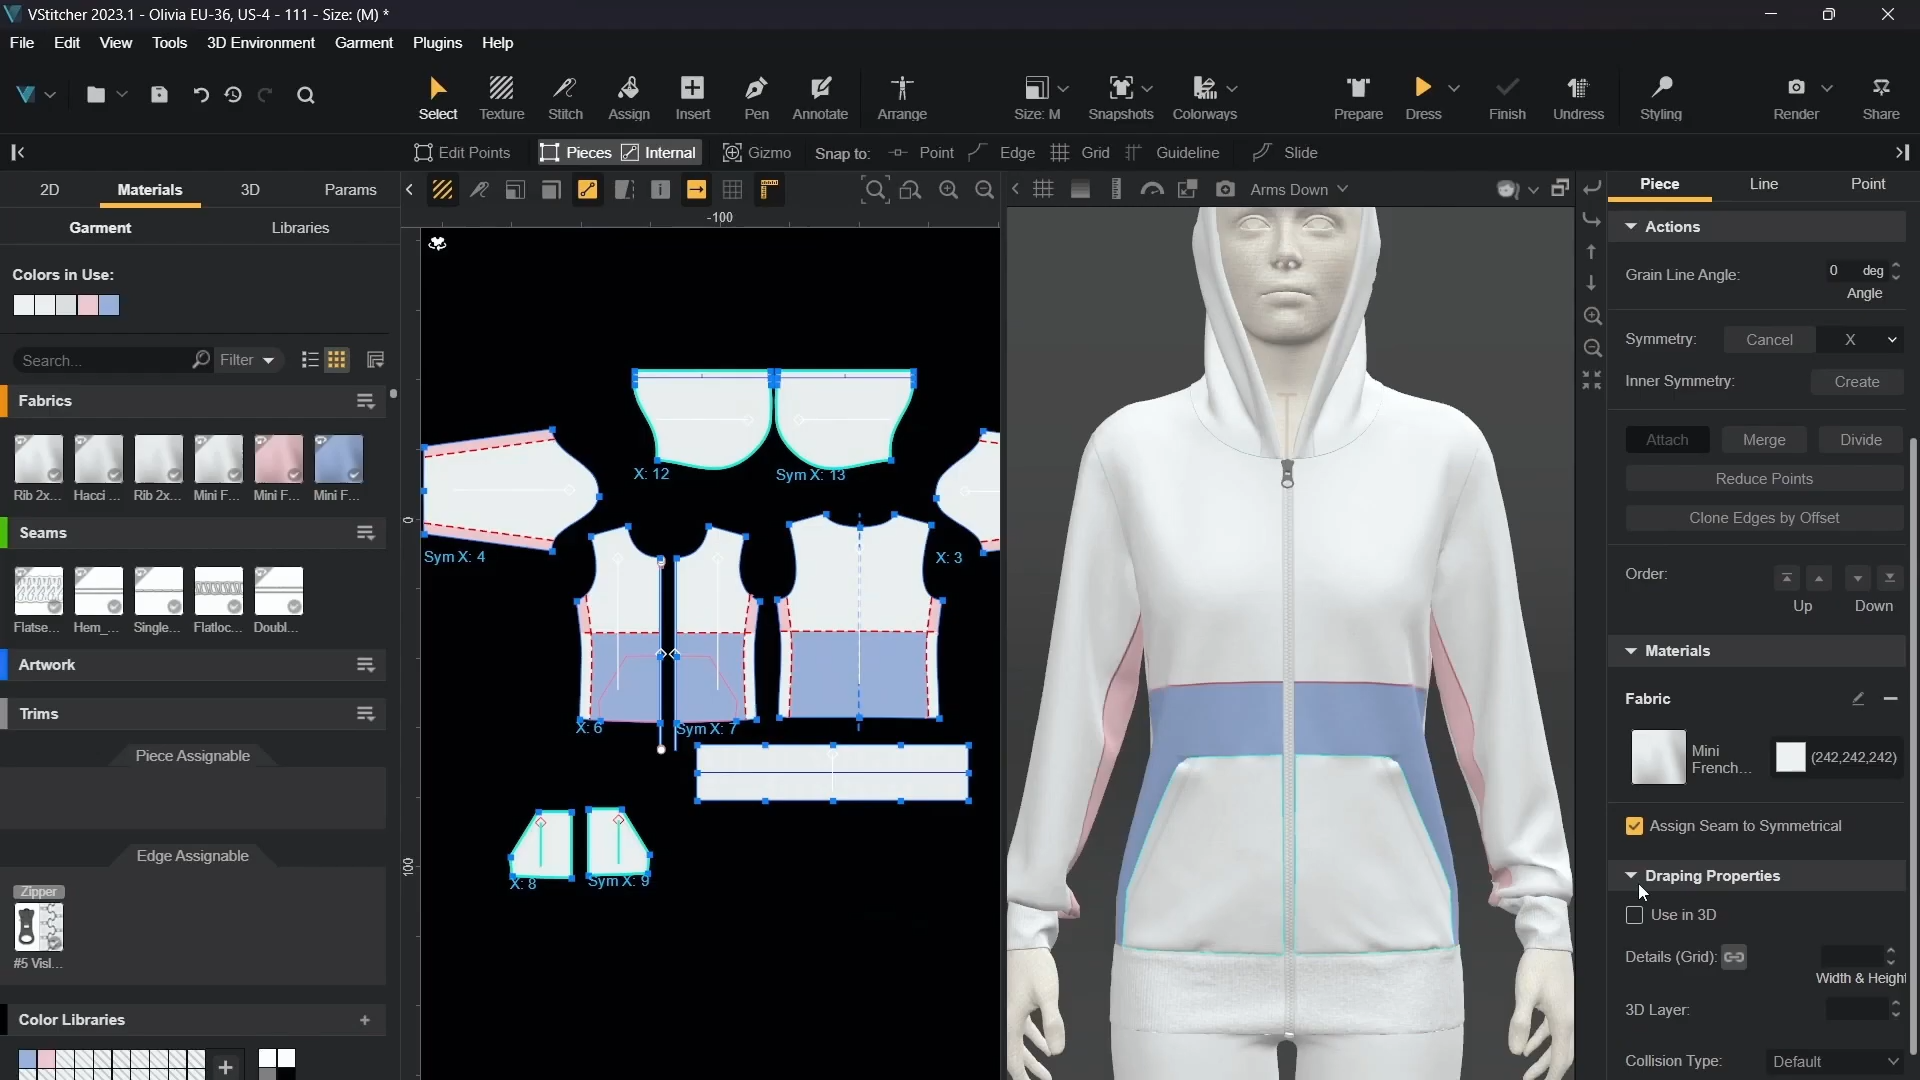 VStitcher 2023.1 - Olivia EU-36, US-4 - 111 - Size: (M) *
File Edit View Tools 3D Environment Garment Plugins Help
Select Texture Stitch Assign Insert Pen Annotate Arrange Size: M Snapshots Colorways Prepare Dress Finish Undress Styling Render Share
Edit Points Pieces Internal Gizmo Snap to: Point Edge Grid Guideline Slide
2D Materials 3D Params
Arms Down
Piece Line Point
-100
Garment Libraries
Colors in Use:
Search... Filter
Fabrics
Rib 2x... Hacci ... Rib 2x... Mini F... Mini F... Mini F...
Seams
Flatse... Hem_... Single... Flatloc... Doubl...
Artwork
Trims
Piece Assignable
Edge Assignable
Zipper
#5 Visl...
Color Libraries
0
100
X: 12
Sym X: 13
Sym X: 4
X: 3
X: 6
Sym X: 7
X: 8
Sym X: 9
Actions
Grain Line Angle: 0 deg
Angle
Symmetry: Cancel X
Inner Symmetry: Create
Attach Merge Divide
Reduce Points
Clone Edges by Offset
Order:
Up Down
Materials
Fabric
Mini
French... (242,242,242)
Assign Seam to Symmetrical
Draping Properties
Use in 3D
Details (Grid):
Width & Height
3D Layer:
Collision Type: Default